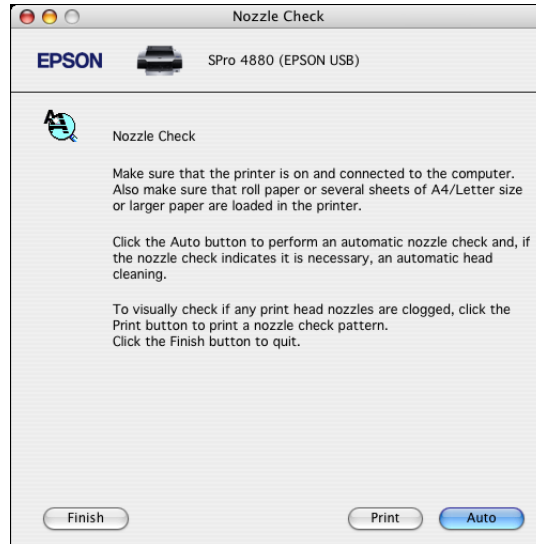 Nozzle Check
EPSON
SPro 4880 (EPSON USB)
Nozzle Check
Make sure that the printer is on and connected to the computer.
Also make sure that roll paper or several sheets of A4/Letter size
or larger paper are loaded in the printer.
Click the Auto button to perform an automatic nozzle check and, if
the nozzle check indicates it is necessary, an automatic head
cleaning.
To visually check if any print head nozzles are clogged, click the
Print button to print a nozzle check pattern.
Click the Finish button to quit.
Finish
Print
Auto